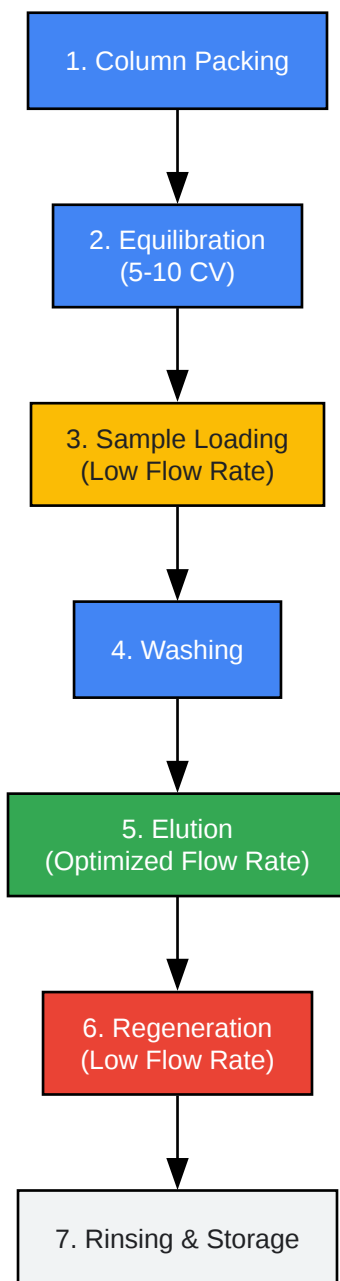 1. Column Packing
2. Equilibration
(5-10 CV)
3. Sample Loading
(Low Flow Rate)
4. Washing
5. Elution
(Optimized Flow Rate)
6. Regeneration
(Low Flow Rate)
7. Rinsing & Storage